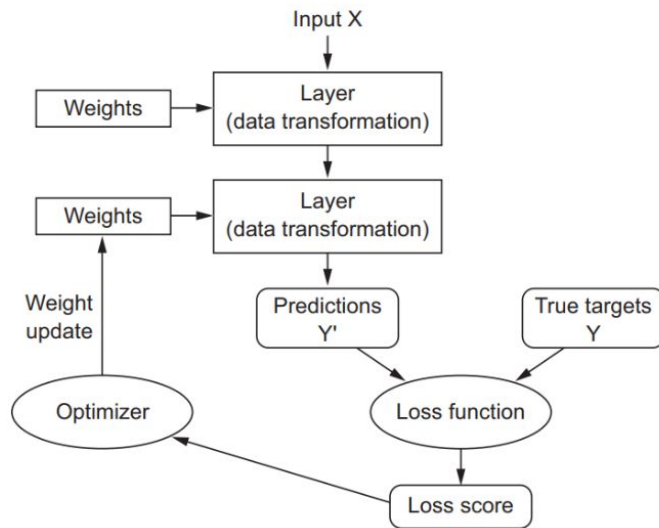 Input X
Weights
Layer
(data transformation)
Weights
Layer
(data transformation)
Weight
update
Predictions
Y'
True targets
Y
Optimizer
Loss function
Loss score